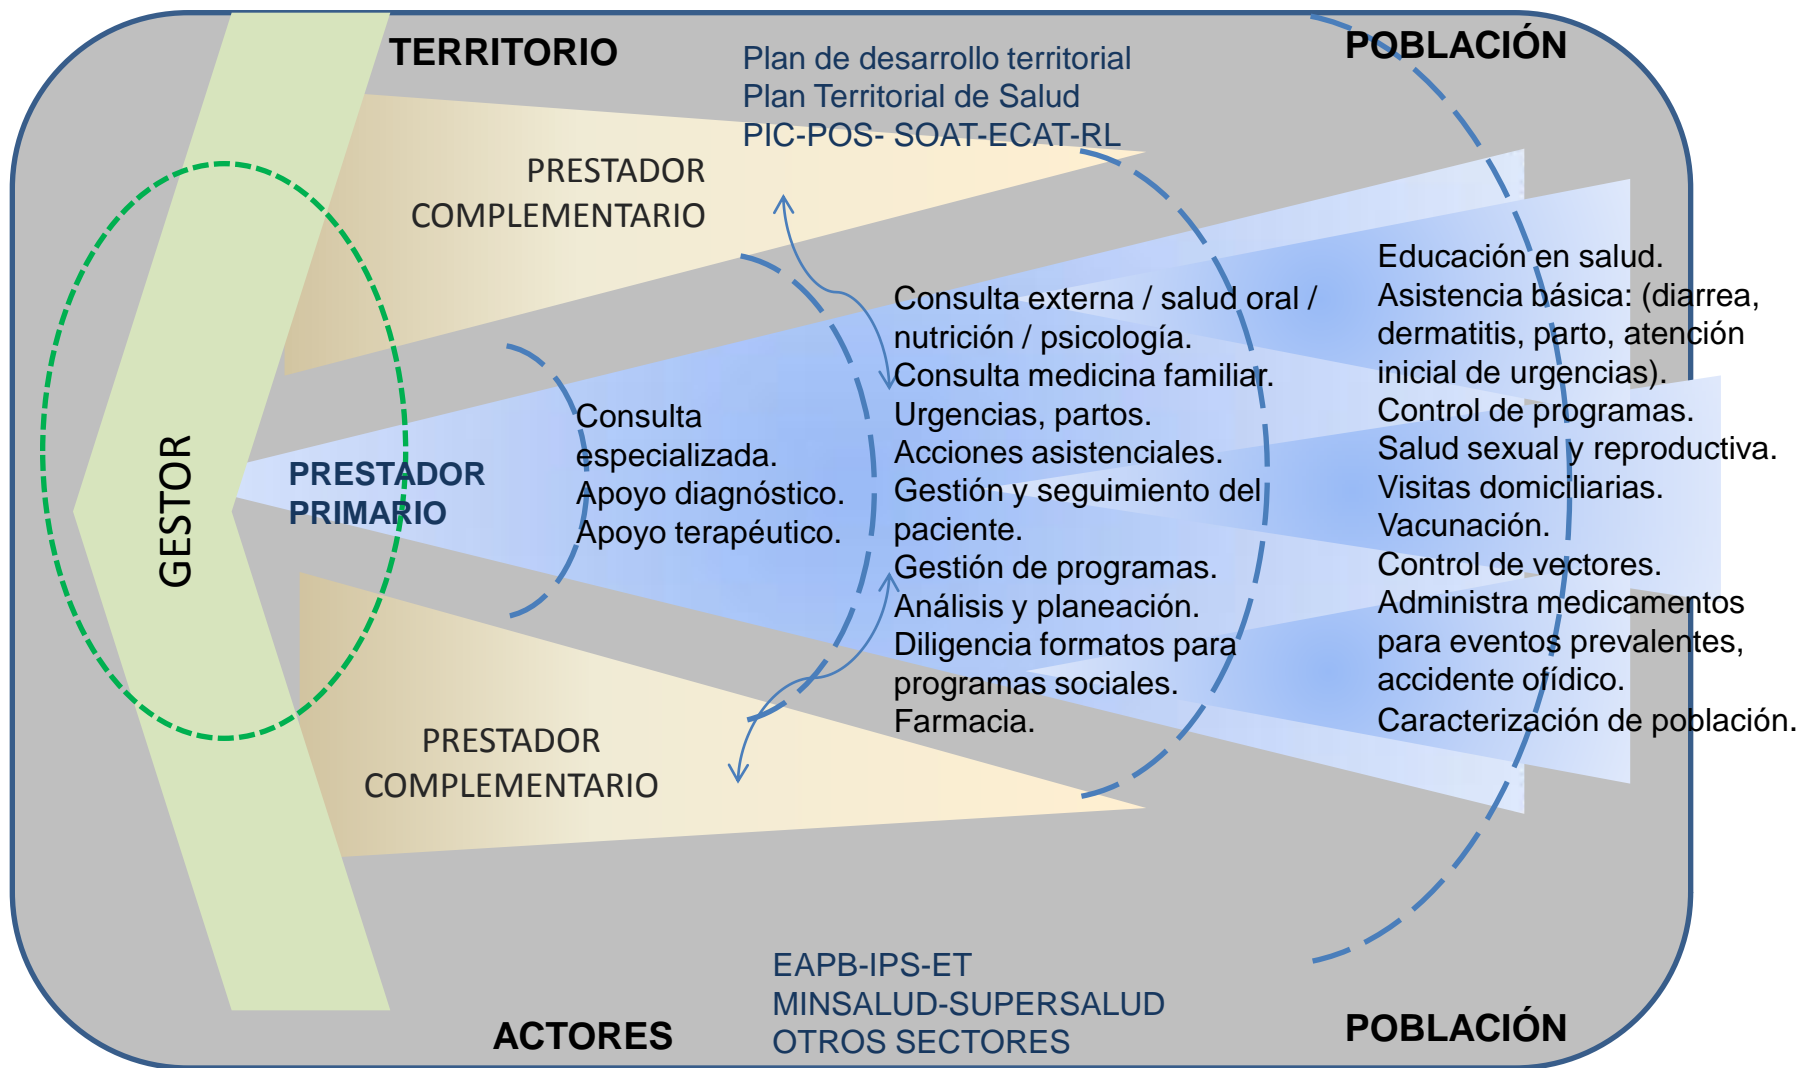 TERRITORIO
Plan de desarrollo territorial
Plan Territorial de Salud
PIC-POS- SOAT-ECAT-RL
POBLACIÓN
PRESTADOR
COMPLEMENTARIO
GESTOR
PRESTADOR
PRIMARIO
Consulta
especializada.
Apoyo diagnóstico.
Apoyo terapéutico.
Consulta externa / salud oral /
nutrición / psicología.
Consulta medicina familiar.
Urgencias, partos.
Acciones asistenciales.
Gestión y seguimiento del
paciente.
Gestión de programas.
Análisis y planeación.
Diligencia formatos para
programas sociales.
Farmacia.
Educación en salud.
Asistencia básica: (diarrea,
dermatitis, parto, atención
inicial de urgencias).
Control de programas.
Salud sexual y reproductiva.
Visitas domiciliarias.
Vacunación.
Control de vectores.
Administra medicamentos
para eventos prevalentes,
accidente ofídico.
Caracterización de población.
PRESTADOR
COMPLEMENTARIO
ACTORES
EAPB-IPS-ET
MINSALUD-SUPERSALUD
OTROS SECTORES
POBLACIÓN